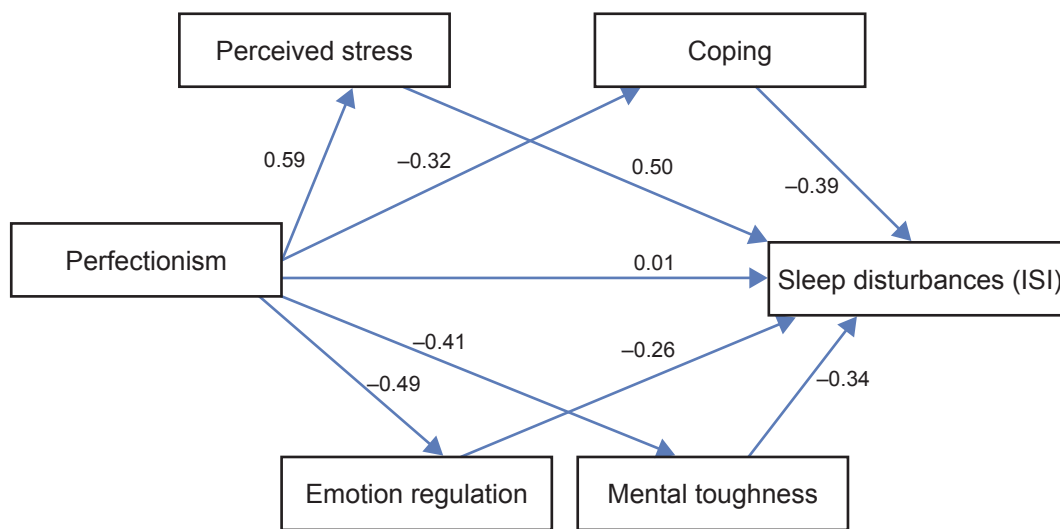 Perceived stress
Coping
0.59
–0.32
0.50
–0.39
Perfectionism
0.01
Sleep disturbances (ISI)
–0.41
–0.26
–0.49
–0.34
Emotion regulation
Mental toughness